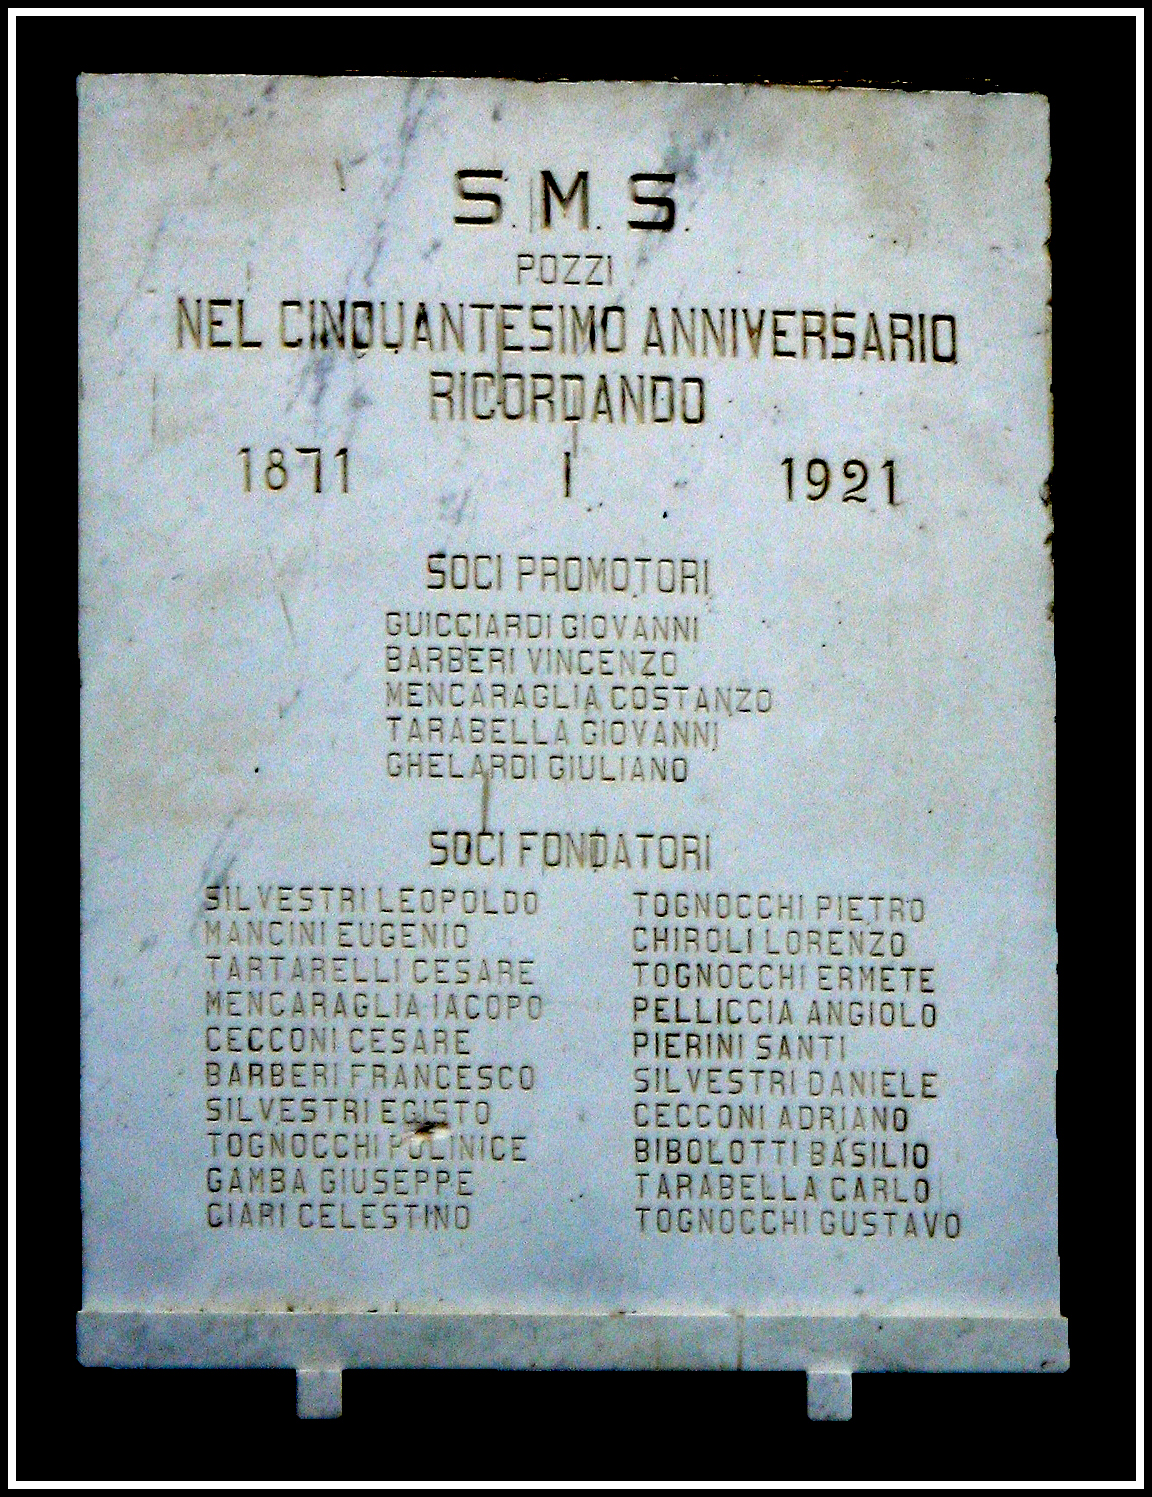 S. M. S.
POZZI
NEL CINQUANTESIMO ANNIVERSARIO
RICORDANDO
1871 I 1921
SOCI PROMOTORI
GUICCIARDI GIOVANNI
BARBERI VINCENZO
MENCARAGLIA COSTANZO
TARABELLA GIOVANNI
GHELARDI GIULIANO
SOCI FONDATORI
SILVESTRI LEOPOLDO
MANCINI EUGENIO
TARTARELLI CESARE
MENCARAGLIA IACOPO
CECCONI CESARE
BARBERI FRANCESCO
SILVESTRI EGISTO
TOGNOCCHI POLINICE
GAMBA GIUSEPPE
CIARI CELESTINO
TOGNOCCHI PIETRO
CHIROLI LORENZO
TOGNOCCHI ERMETE
PELLICCIA ANGIOLO
PIERINI SANTI
SILVESTRI DANIELE
CECCONI ADRIANO
BIBOLOTTI BASILIO
TARABELLA CARLO
TOGNOCCHI GUSTAVO